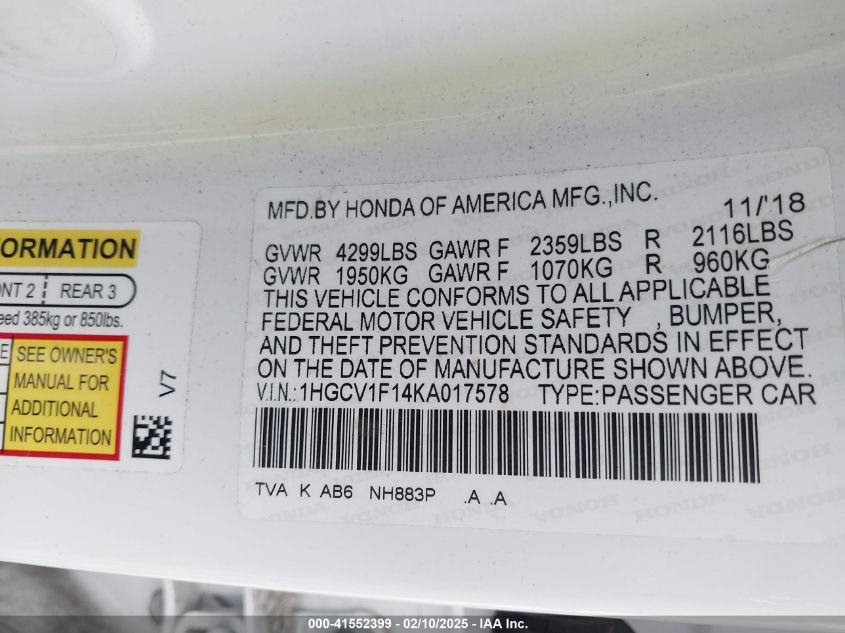 MFD.BY HONDA OF AMERICA MFG.,INC. 11/'18
GVWR 4299LBS GAWR F 2359LBS R 2116LBS
GVWR 1950KG GAWR F 1070KG R 960KG
THIS VEHICLE CONFORMS TO ALL APPLICABLE
FEDERAL MOTOR VEHICLE SAFETY , BUMPER,
AND THEFT PREVENTION STANDARDS IN EFFECT
ON THE DATE OF MANUFACTURE SHOWN ABOVE.
V.I.N.:1HGCV1F14KA017578 TYPE:PASSENGER CAR
TVA K AB6 NH883P .A .A
ORMATION
NT 2 REAR 3
eed 385kg or 850lbs.
E SEE OWNER'S
MANUAL FOR
ADDITIONAL
INFORMATION
V7
000-41552399 - 02/10/2025 - IAA Inc.